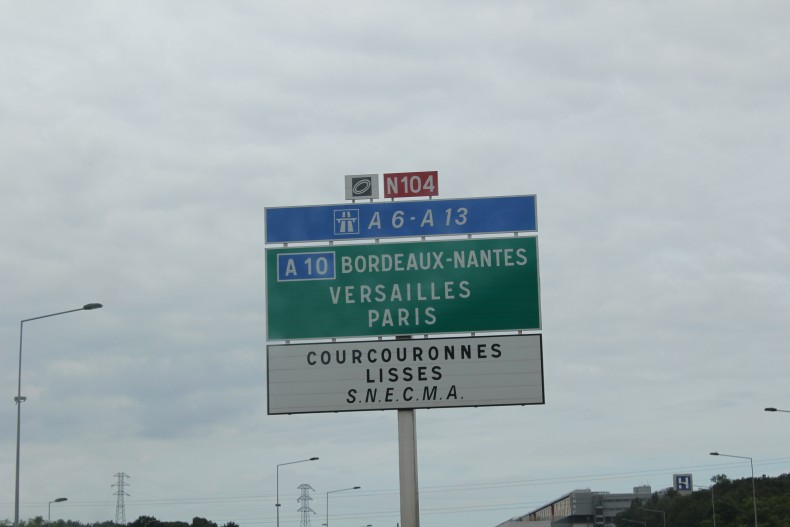 N104
A 6 - A 13
A 10 BORDEAUX-NANTES
VERSAILLES
PARIS
COURCOURONNES
LISSES
S.N.E.C.M.A.
H